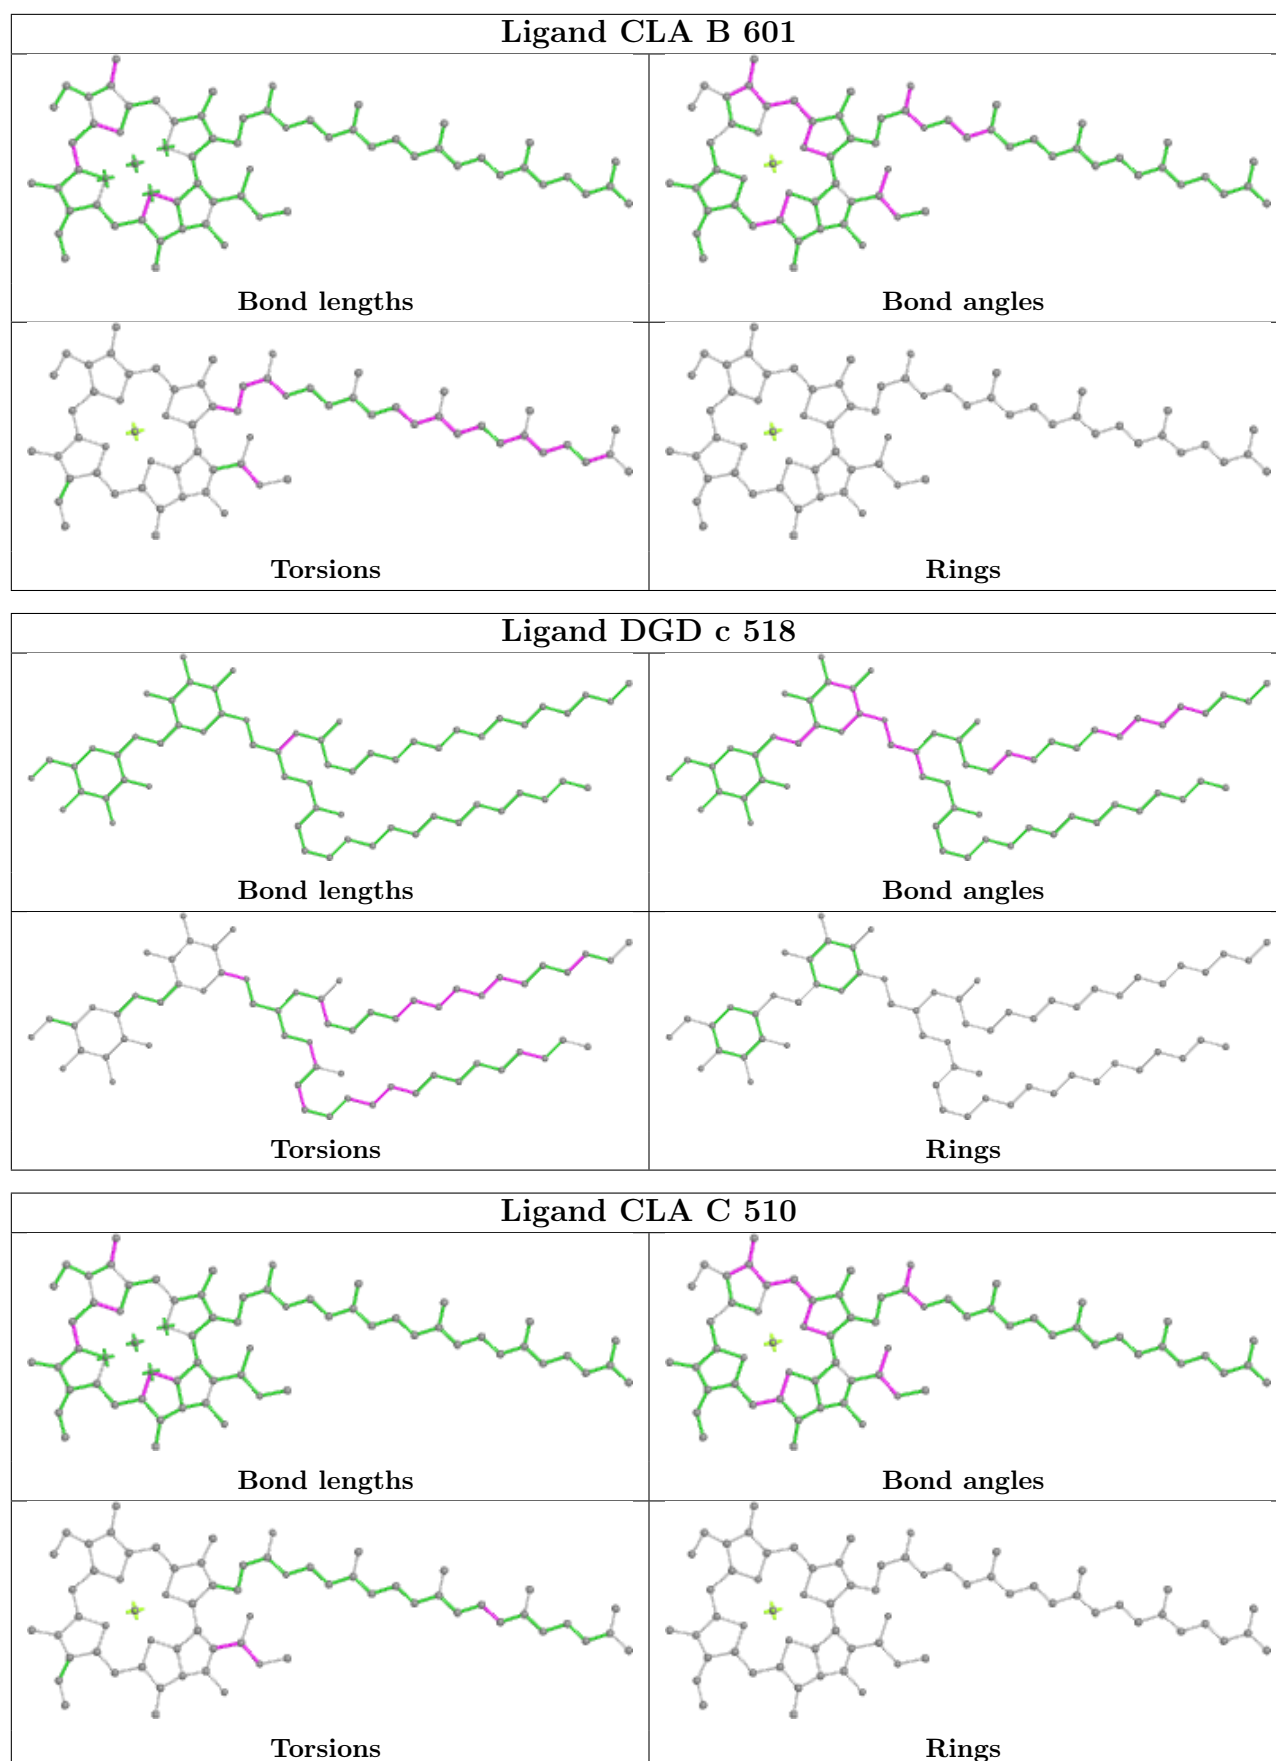 Ligand CLA B 601
Bond lengths
Bond angles
Torsions
Rings
Ligand DGD c 518
Bond lengths
Bond angles
Torsions
Rings
Ligand CLA C 510
Bond lengths
Bond angles
Torsions
Rings